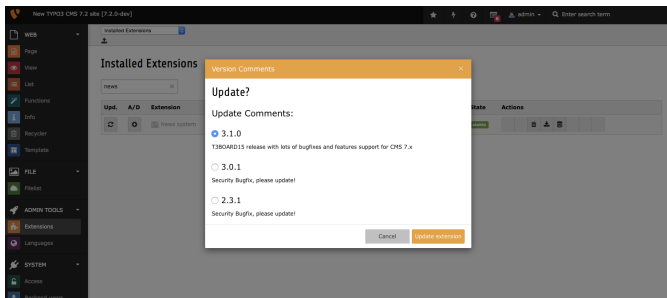 New TYPO3 CMS 7.2 site [7.2.0-dev]
admin
Enter search term
WEB
Page
View
List
Functions
Info
Recycler
Template
FILE
Filelist
ADMIN TOOLS
Extensions
Languages
SYSTEM
Access
Backend users
Installed Extensions
Installed Extensions
news
Upd. A/D Extension State Actions
News system
Version Comments
Update?
Update Comments:
3.1.0
T3BOARD15 release with lots of bugfixes and features support for CMS 7.x
3.0.1
Security Bugfix, please update!
2.3.1
Security Bugfix, please update!
Cancel Update extension